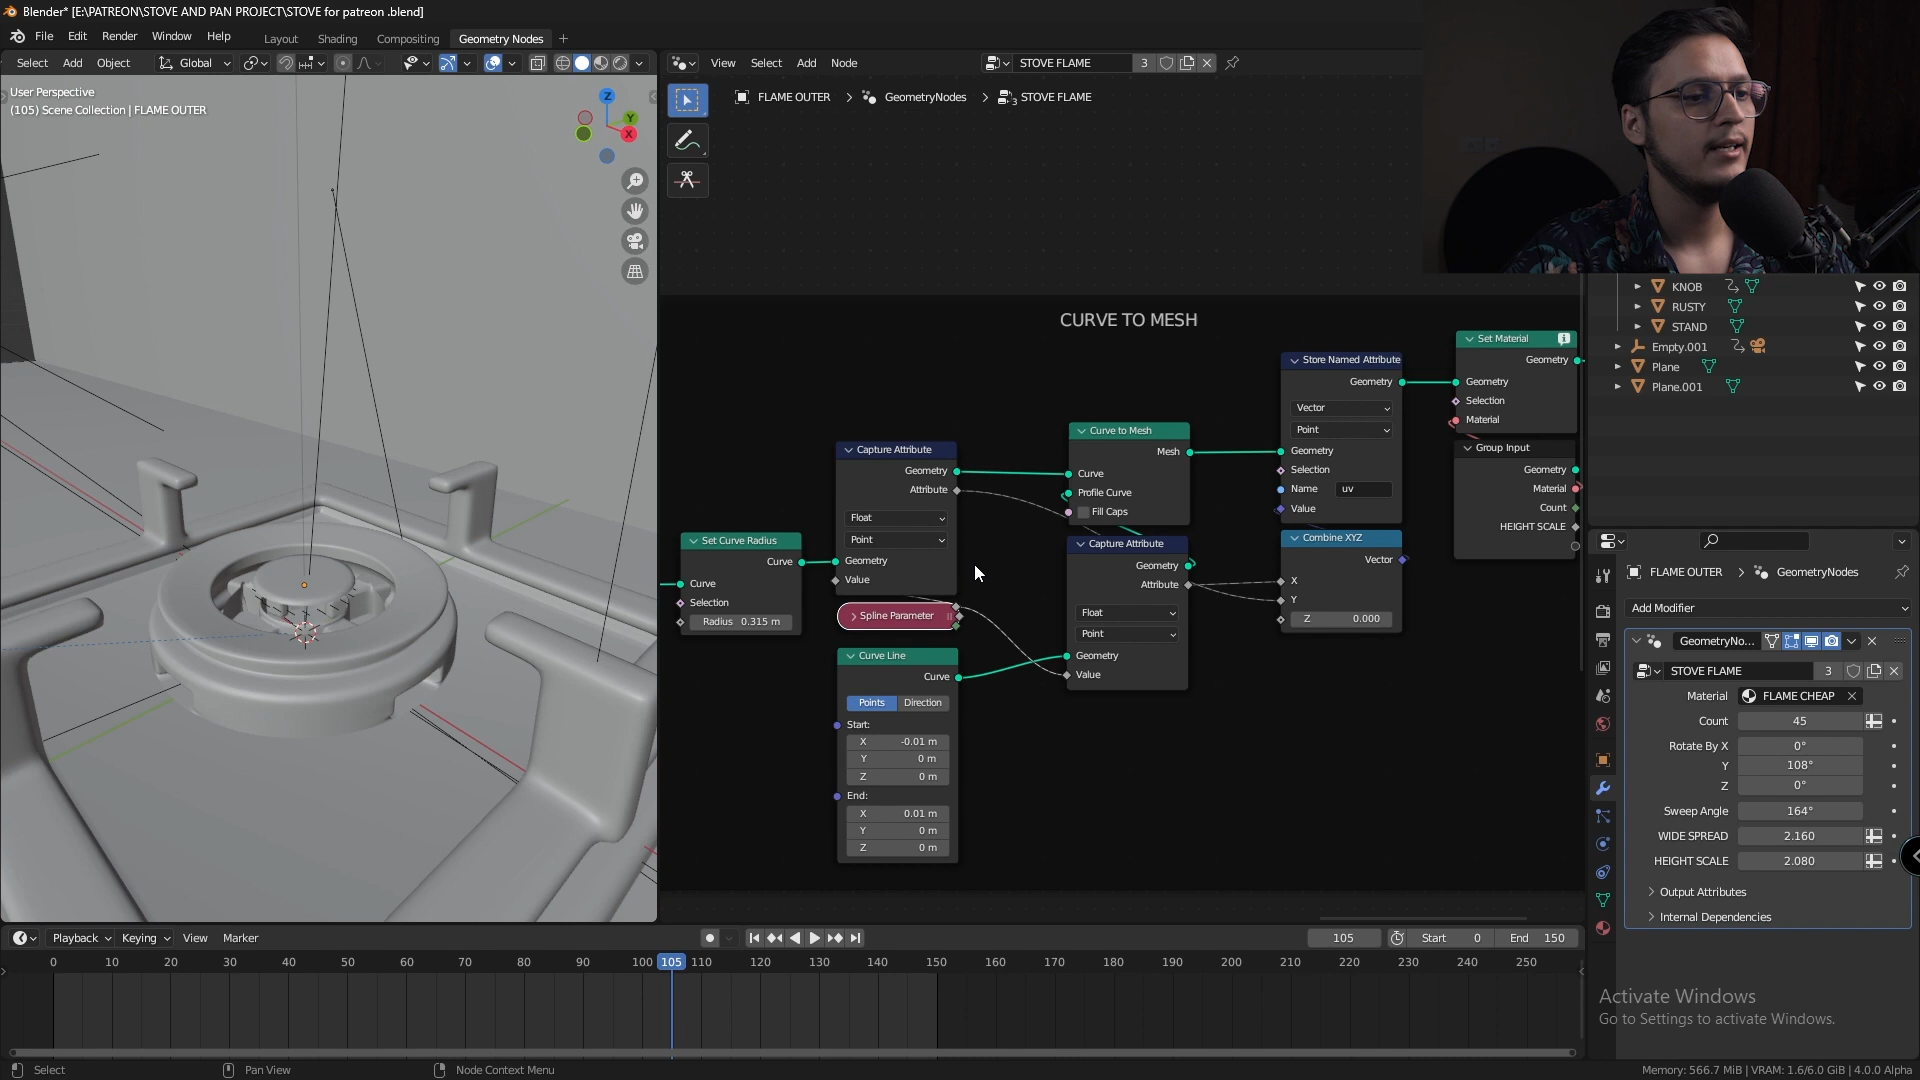 Blender* [E:\PATREON\STOVE AND PAN PROJECT\STOVE for patreon .blend]
File Edit Render Window Help Layout Shading Compositing Geometry Nodes
Select Add Object Global
View Select Add Node STOVE FLAME 3
User Perspective
(105) Scene Collection | FLAME OUTER
Z
Y
X
FLAME OUTER > GeometryNodes > STOVE FLAME
3
CURVE TO MESH
Set Curve Radius
Curve
Curve
Selection
Radius 0.315 m
Capture Attribute
Geometry
Attribute
Float
Point
Geometry
Value
Spline Parameter
Curve Line
Curve
Points Direction
Start:
X -0.01 m
Y 0 m
Z 0 m
End:
X 0.01 m
Y 0 m
Z 0 m
Curve to Mesh
Mesh
Curve
Profile Curve
Fill Caps
Capture Attribute
Geometry
Attribute
Float
Point
Geometry
Value
Store Named Attribute
Geometry
Vector
Point
Geometry
Selection
Name uv
Value
Combine XYZ
Vector
X
Y
Z 0.000
Set Material
Geometry
Geometry
Selection
Material
Group Input
Geometry
Material
Count
HEIGHT SCALE
KNOB
RUSTY
STAND
Empty.001
Plane
Plane.001
FLAME OUTER > GeometryNodes
Add Modifier
GeometryNo...
STOVE FLAME 3
Material FLAME CHEAP
Count 45
Rotate By X 0°
Y 108°
Z 0°
Sweep Angle 164°
WIDE SPREAD 2.160
HEIGHT SCALE 2.080
Output Attributes
Internal Dependencies
Playback Keying View Marker 105 Start 0 End 150
0 10 20 30 40 50 60 70 80 90 100 105 110 120 130 140 150 160 170 180 190 200 210 220 230 240 250
Activate Windows
Go to Settings to activate Windows.
Select Pan View Node Context Menu Memory: 566.7 MiB | VRAM: 1.6/6.0 GiB | 4.0.0 Alpha